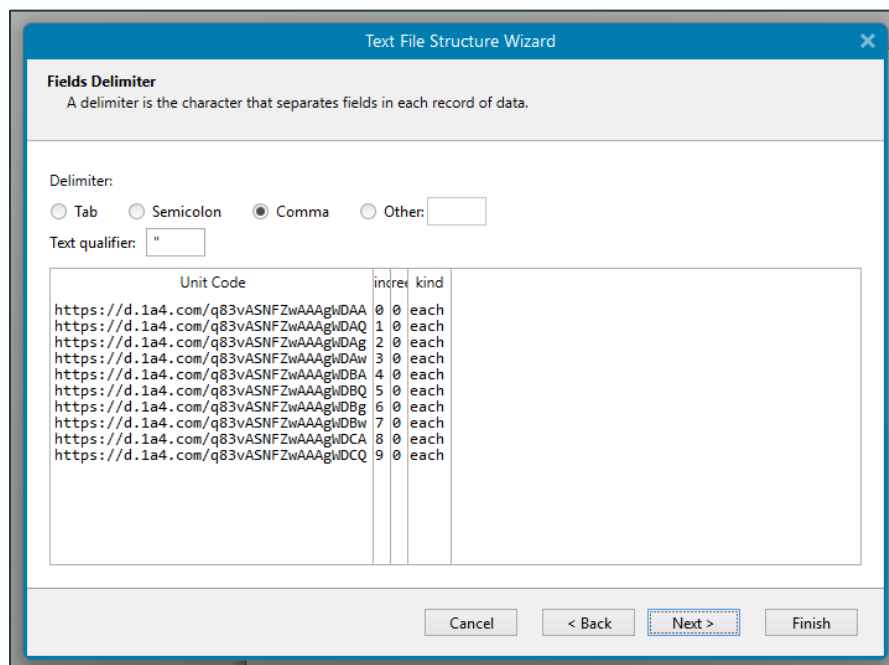 Text File Structure Wizard
Fields Delimiter
A delimiter is the character that separates fields in each record of data.
Delimiter:
Tab Semicolon Comma Other:
Text qualifier: "
Unit Code inc ree kind
https://d.1a4.com/q83vASNFZwAAAgWDAA 0 0 each
https://d.1a4.com/q83vASNFZwAAAgWDAQ 1 0 each
https://d.1a4.com/q83vASNFZwAAAgWDAg 2 0 each
https://d.1a4.com/q83vASNFZwAAAgWDAw 3 0 each
https://d.1a4.com/q83vASNFZwAAAgWDBA 4 0 each
https://d.1a4.com/q83vASNFZwAAAgWDBQ 5 0 each
https://d.1a4.com/q83vASNFZwAAAgWDBg 6 0 each
https://d.1a4.com/q83vASNFZwAAAgWDBw 7 0 each
https://d.1a4.com/q83vASNFZwAAAgWDCA 8 0 each
https://d.1a4.com/q83vASNFZwAAAgWDCQ 9 0 each
Cancel < Back Next > Finish